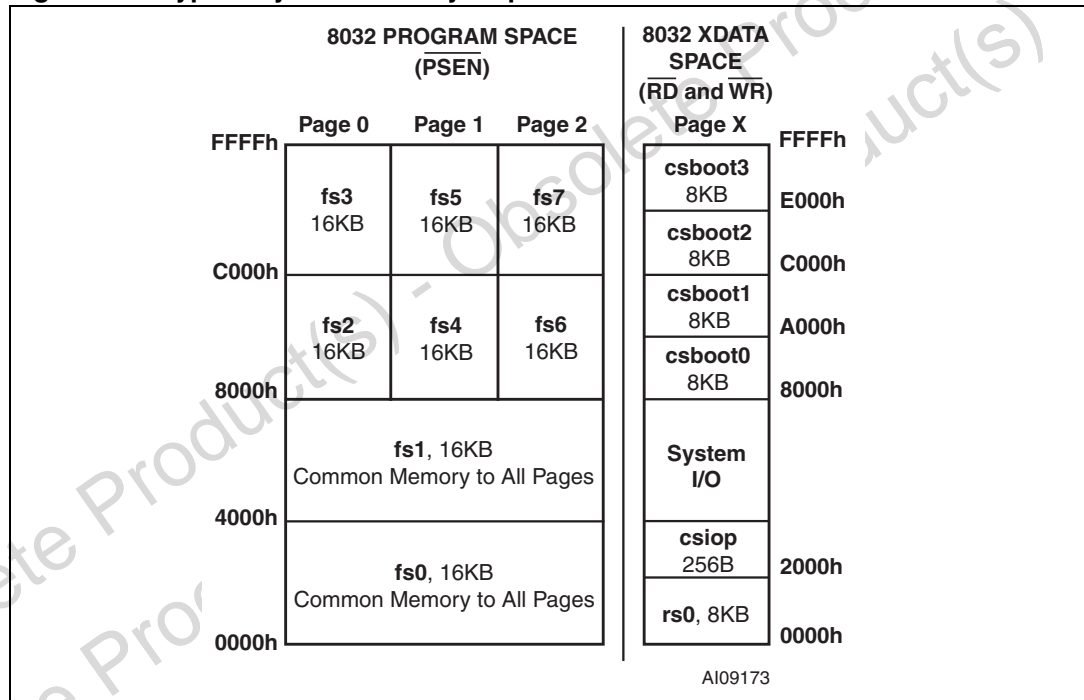 8032 PROGRAM SPACE
(PSEN)
8032 XDATA
SPACE
(RD and WR)
Page 0 Page 1 Page 2
Page X
FFFFh
FFFFh
fs3
16KB
fs5
16KB
fs7
16KB
csboot3
8KB
E000h
csboot2
8KB
C000h
C000h
fs2
16KB
fs4
16KB
fs6
16KB
csboot1
8KB
A000h
csboot0
8KB
8000h
8000h
fs1, 16KB
Common Memory to All Pages
System
I/O
4000h
csiop
256B
2000h
fs0, 16KB
Common Memory to All Pages
rs0, 8KB
0000h
0000h
AI09173
Product(s) - Obsolete Product(s)